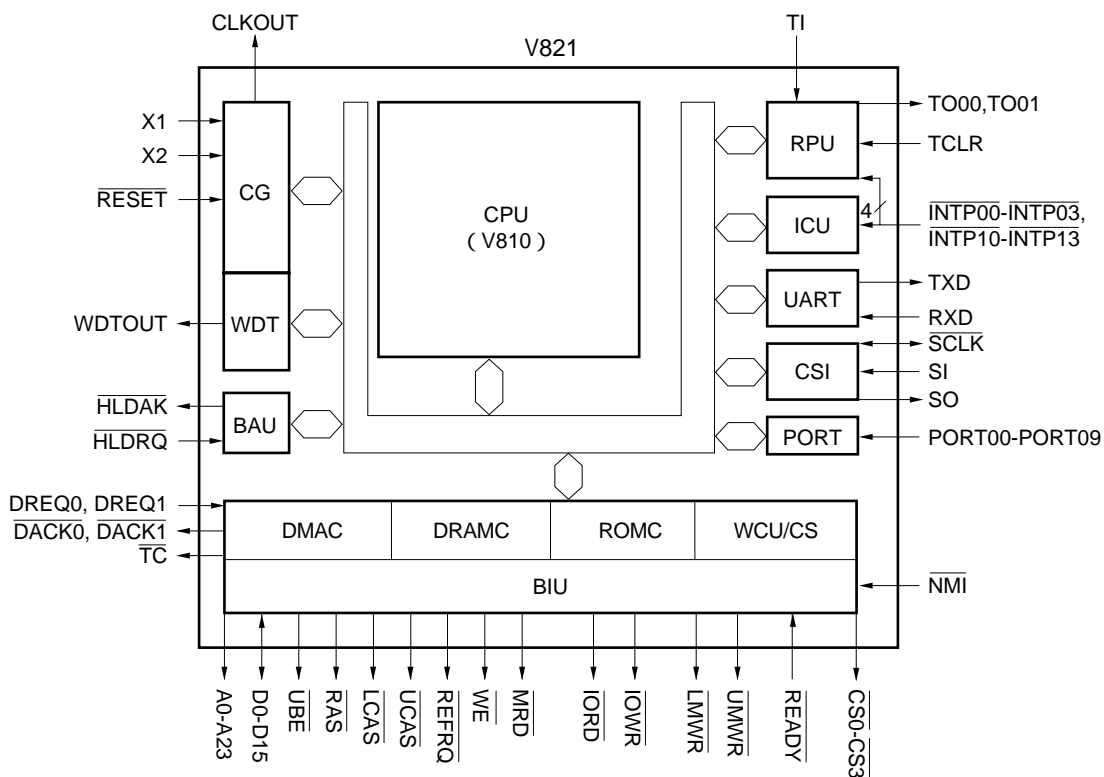 CLKOUT
TI
V821
X1
X2
RESET
CG
WDTOUT
WDT
HLDAK
HLDRQ
BAU
CPU
( V810 )
RPU
TO00,TO01
TCLR
4
ICU
INTP00-INTP03,
INTP10-INTP13
UART
TXD
RXD
CSI
SCLK
SI
SO
PORT
PORT00-PORT09
DREQ0, DREQ1
DACK0, DACK1
TC
DMAC
DRAMC
ROMC
WCU/CS
BIU
NMI
A0-A23
D0-D15
UBE
RAS
LCAS
UCAS
REFRQ
WE
MRD
IORD
IOWR
LMWR
UMWR
READY
CS0-CS3